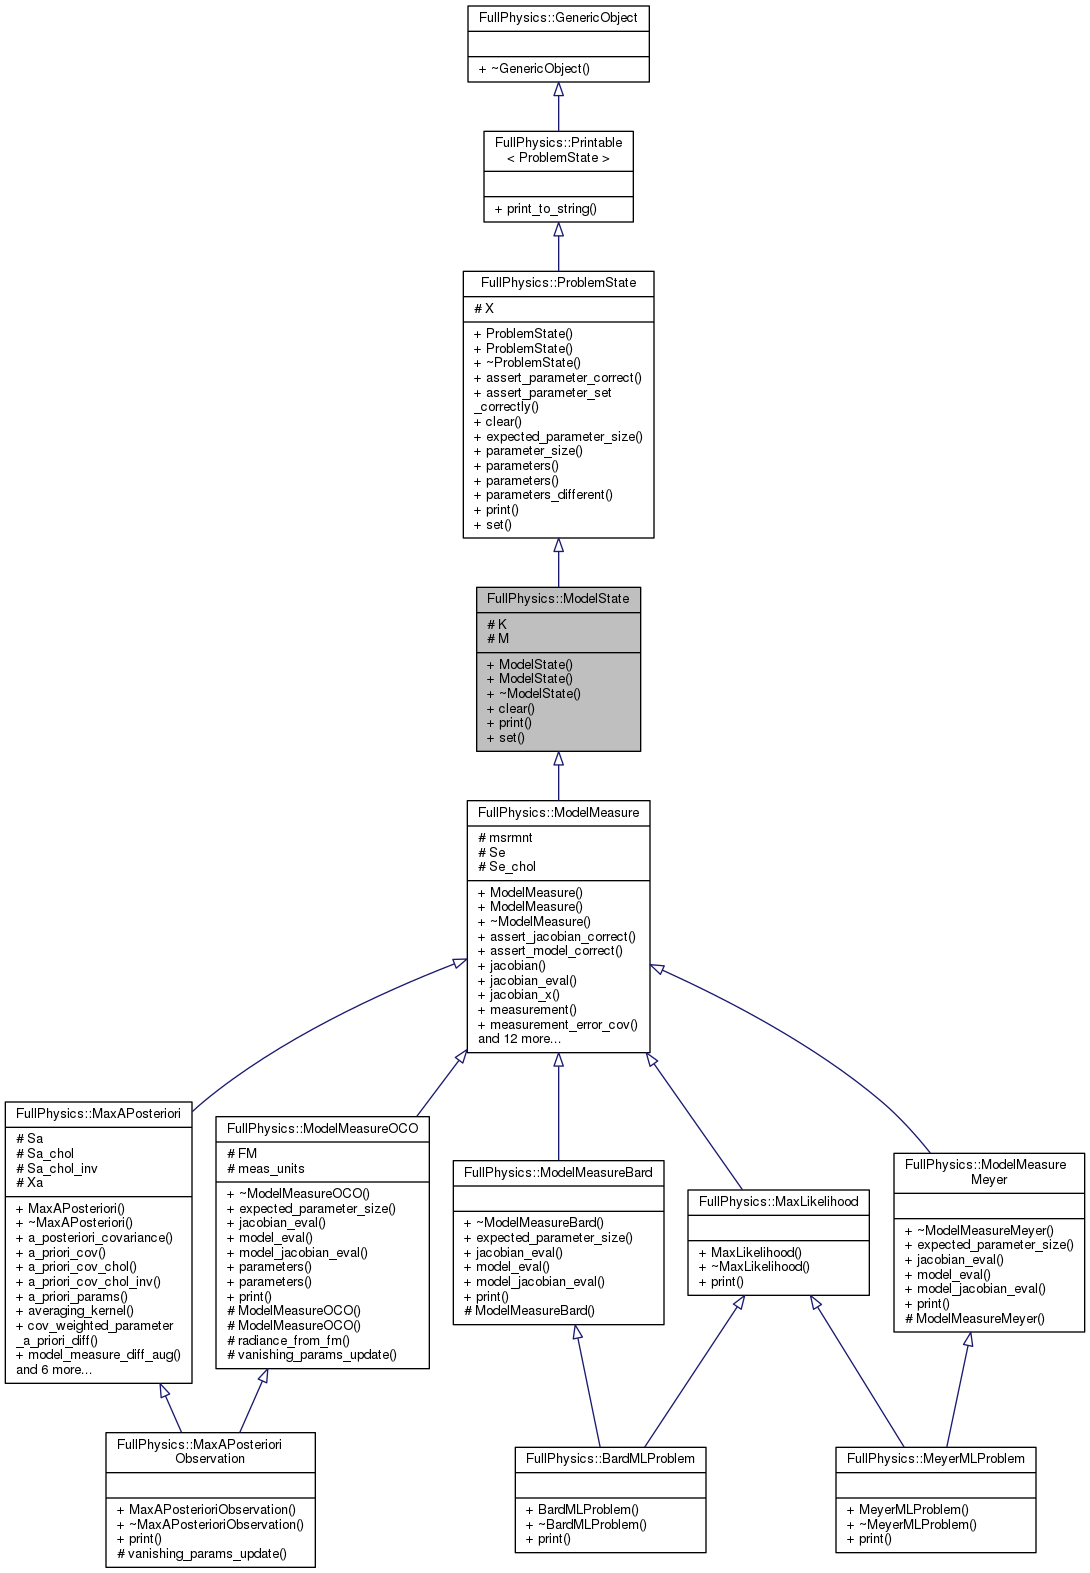 FullPhysics::GenericObject
+ ~GenericObject()
FullPhysics::Printable
< ProblemState >
+ print_to_string()
FullPhysics::ProblemState
# X
+ ProblemState()
+ ProblemState()
+ ~ProblemState()
+ assert_parameter_correct()
+ assert_parameter_set
_correctly()
+ clear()
+ expected_parameter_size()
+ parameter_size()
+ parameters()
+ parameters()
+ parameters_different()
+ print()
+ set()
FullPhysics::ModelState
# K
# M
+ ModelState()
+ ModelState()
+ ~ModelState()
+ clear()
+ print()
+ set()
FullPhysics::ModelMeasure
# msrmnt
# Se
# Se_chol
+ ModelMeasure()
+ ModelMeasure()
+ ~ModelMeasure()
+ assert_jacobian_correct()
+ assert_model_correct()
+ jacobian()
+ jacobian_eval()
+ jacobian_x()
+ measurement()
+ measurement_error_cov()
and 12 more...
FullPhysics::MaxAPosteriori
# Sa
# Sa_chol
# Sa_chol_inv
# Xa
+ MaxAPosteriori()
+ ~MaxAPosteriori()
+ a_posteriori_covariance()
+ a_priori_cov()
+ a_priori_cov_chol()
+ a_priori_cov_chol_inv()
+ a_priori_params()
+ averaging_kernel()
+ cov_weighted_parameter
_a_priori_diff()
+ model_measure_diff_aug()
and 6 more...
FullPhysics::ModelMeasureOCO
# FM
# meas_units
+ ~ModelMeasureOCO()
+ expected_parameter_size()
+ jacobian_eval()
+ model_eval()
+ model_jacobian_eval()
+ parameters()
+ parameters()
+ print()
# ModelMeasureOCO()
# ModelMeasureOCO()
# radiance_from_fm()
# vanishing_params_update()
FullPhysics::ModelMeasureBard
+ ~ModelMeasureBard()
+ expected_parameter_size()
+ jacobian_eval()
+ model_eval()
+ model_jacobian_eval()
+ print()
# ModelMeasureBard()
FullPhysics::MaxLikelihood
+ MaxLikelihood()
+ ~MaxLikelihood()
+ print()
FullPhysics::ModelMeasure
Meyer
+ ~ModelMeasureMeyer()
+ expected_parameter_size()
+ jacobian_eval()
+ model_eval()
+ model_jacobian_eval()
+ print()
# ModelMeasureMeyer()
FullPhysics::MaxAPosteriori
Observation
+ MaxAPosterioriObservation()
+ ~MaxAPosterioriObservation()
+ print()
# vanishing_params_update()
FullPhysics::BardMLProblem
+ BardMLProblem()
+ ~BardMLProblem()
+ print()
FullPhysics::MeyerMLProblem
+ MeyerMLProblem()
+ ~MeyerMLProblem()
+ print()